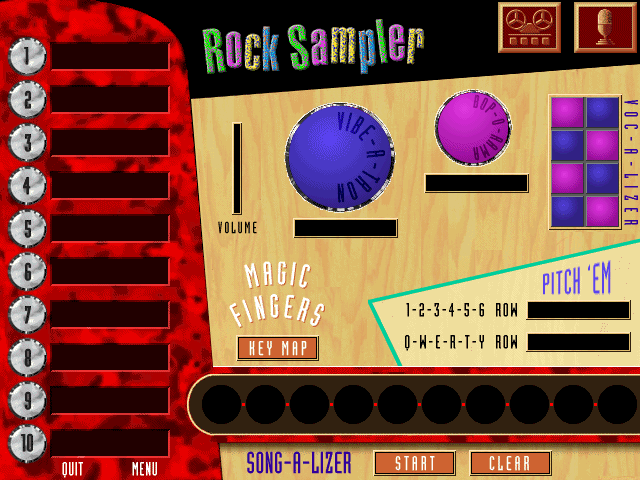 Rock Sampler
1
2
3
4
5
6
7
8
9
10
QUIT
MENU
VIBE-A-TRON
BOP-O-RAMA
VOC-A-LIZER
VOLUME
MAGIC
FINGERS
KEY MAP
PITCH 'EM
1-2-3-4-5-6 ROW
Q-W-E-R-T-Y ROW
SONG-A-LIZER
START
CLEAR